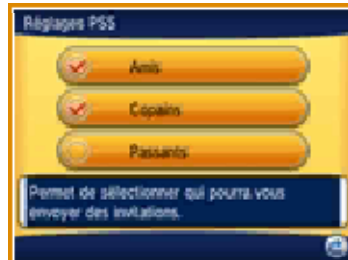 Réglages PSS
Amis
Copains
Passants
Permet de sélectionner qui pourra vous
envoyer des invitations.